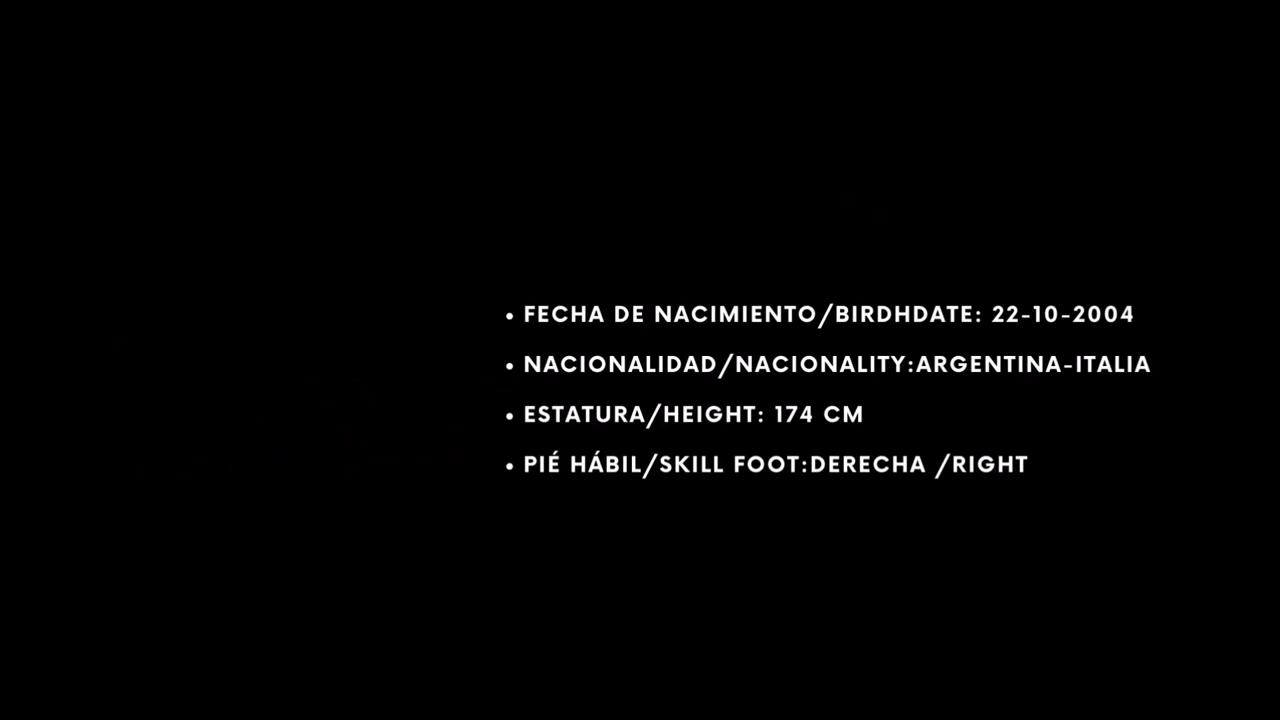 • FECHA DE NACIMIENTO/BIRDHDATE: 22-10-2004
• NACIONALIDAD/NACIONALITY:ARGENTINA-ITALIA
• ESTATURA/HEIGHT: 174 CM
• PIÉ HÁBIL/SKILL FOOT:DERECHA /RIGHT